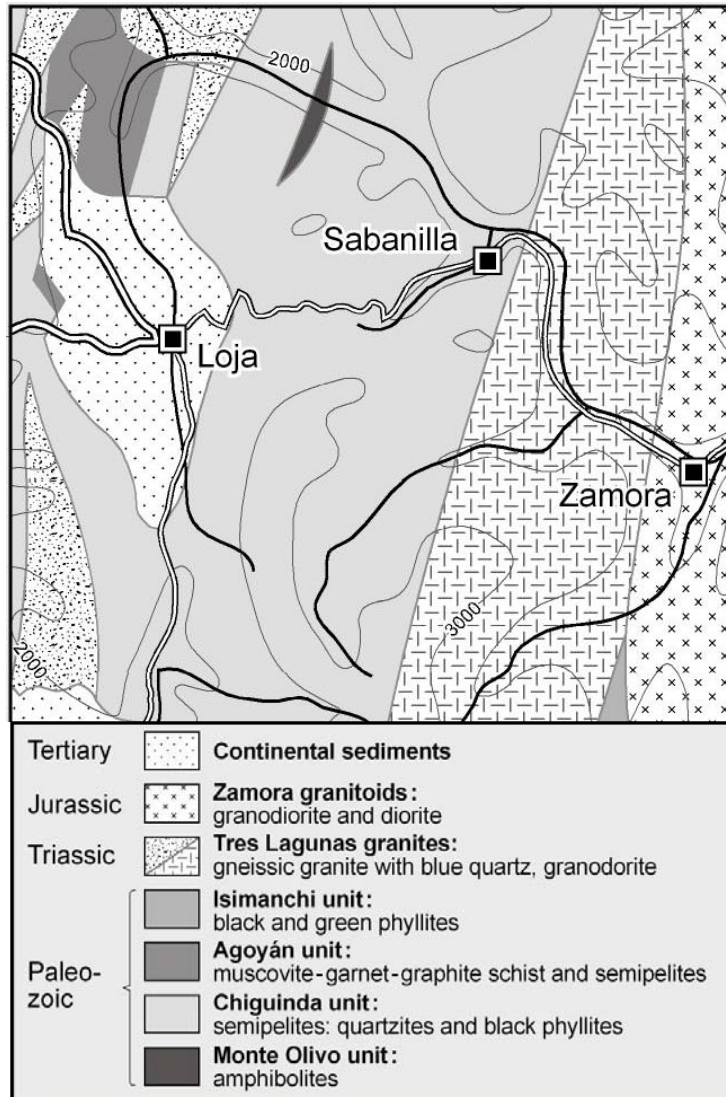 2000
Sabanilla
Loja
Zamora
3000
2000
Tertiary Continental sediments
Jurassic Zamora granitoids:
granodiorite and diorite
Triassic Tres Lagunas granites:
gneissic granite with blue quartz, granodorite
Isimanchi unit:
black and green phyllites
Agoyán unit:
muscovite-garnet-graphite schist and semipelites
Paleo-
zoic
Chiguinda unit:
semipelites: quartzites and black phyllites
Monte Olivo unit:
amphibolites